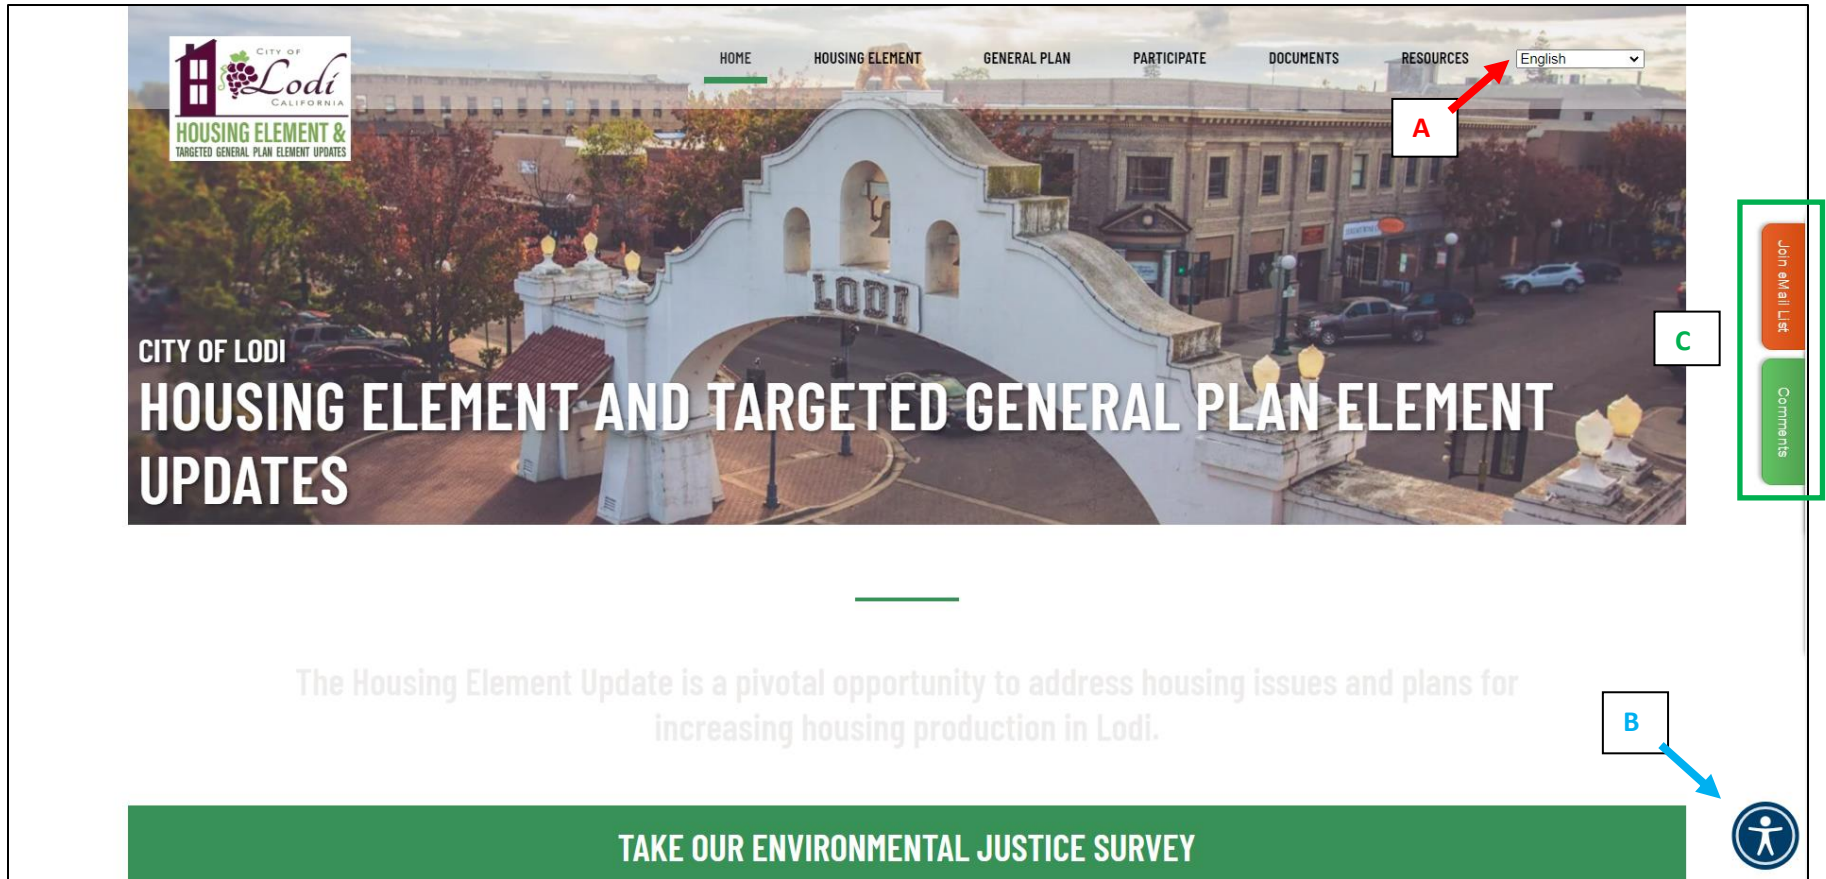 CITY OF
Lodi
CALIFORNIA
HOUSING ELEMENT &
TARGETED GENERAL PLAN ELEMENT UPDATES
HOME HOUSING ELEMENT GENERAL PLAN PARTICIPATE DOCUMENTS RESOURCES English
A
LODI
Join eMail List
C
Comments
CITY OF LODI
HOUSING ELEMENT AND TARGETED GENERAL PLAN ELEMENT
UPDATES
The Housing Element Update is a pivotal opportunity to address housing issues and plans for
increasing housing production in Lodi.
B
TAKE OUR ENVIRONMENTAL JUSTICE SURVEY